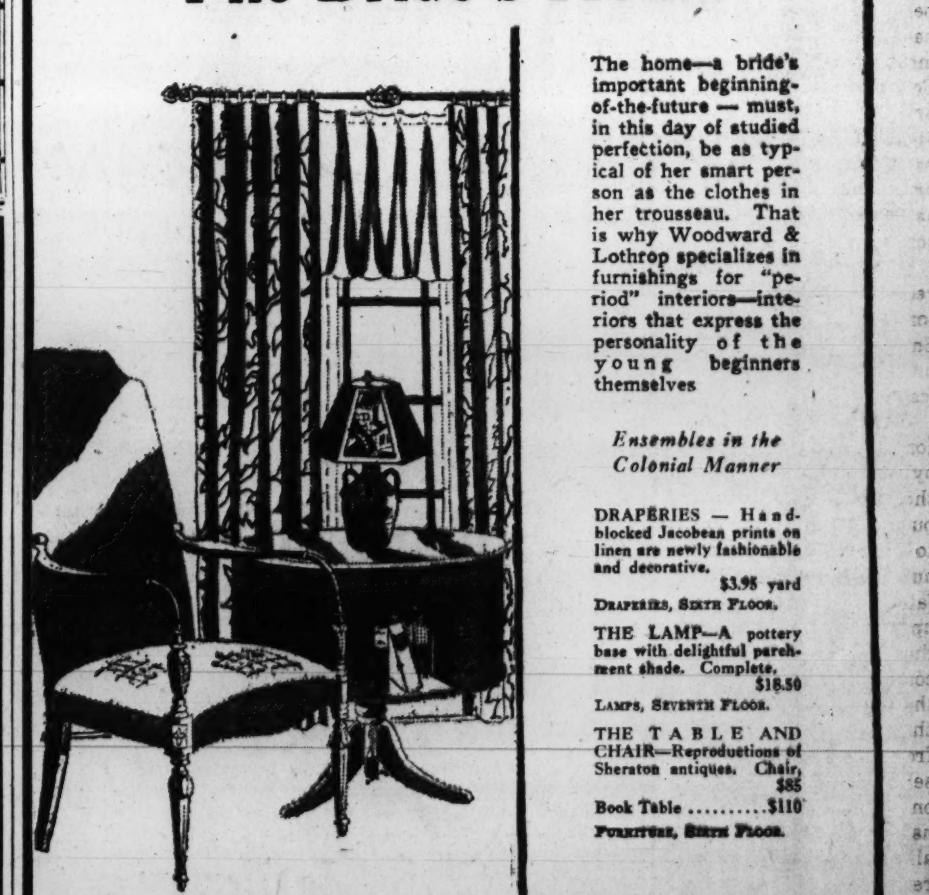 The home—a bride's
important beginning-
of-the-future — must,
in this day of studied
perfection, be as typ-
ical of her smart per-
son as the clothes in
her trousseau. That
is why Woodward &
Lothrop specializes in
furnishings for "pe-
riod" interiors—inte-
riors that express the
personality of the
young beginners
themselves
Ensembles in the
Colonial Manner
DRAPERIES — Hand-
blocked Jacobean prints on
linen are newly fashionable
and decorative.
$3.95 yard
DRAPERIES, SIXTH FLOOR.
THE LAMP—A pottery
base with delightful parch-
ment shade. Complete,
$18.50
LAMPS, SEVENTH FLOOR.
THE TABLE AND
CHAIR—Reproductions of
Sheraton antiques. Chair,
$85
Book Table ..........$110
FURNITURE, SIXTH FLOOR.